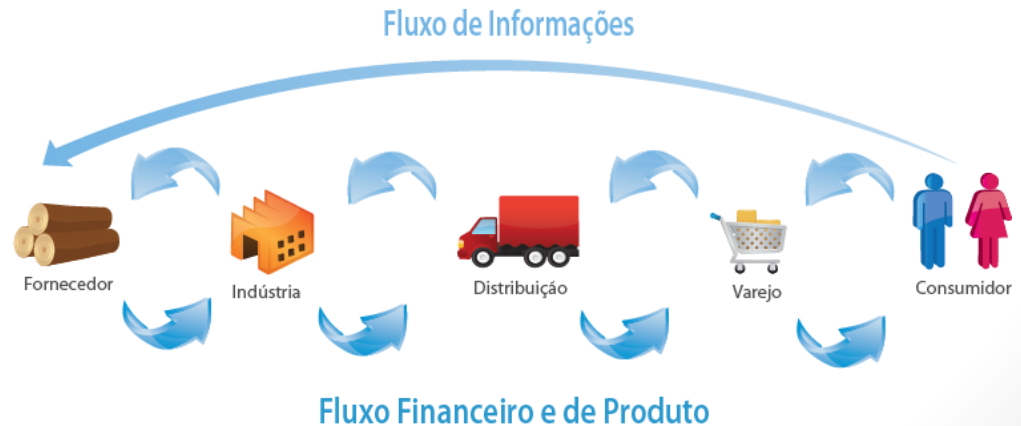 Fluxo de Informações
Fornecedor
Indústria
Distribuição
Varejo
Consumidor
Fluxo Financeiro e de Produto